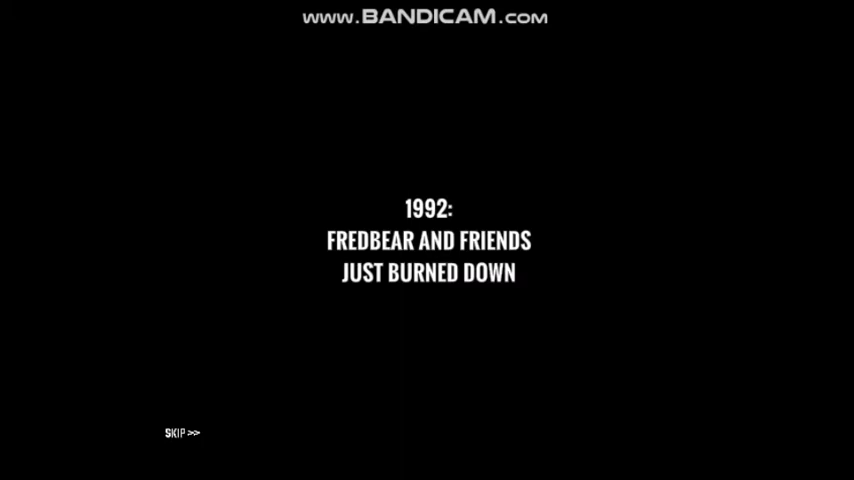 www.BANDICAM.com
1992:
FREDBEAR AND FRIENDS
JUST BURNED DOWN
SKIP >>